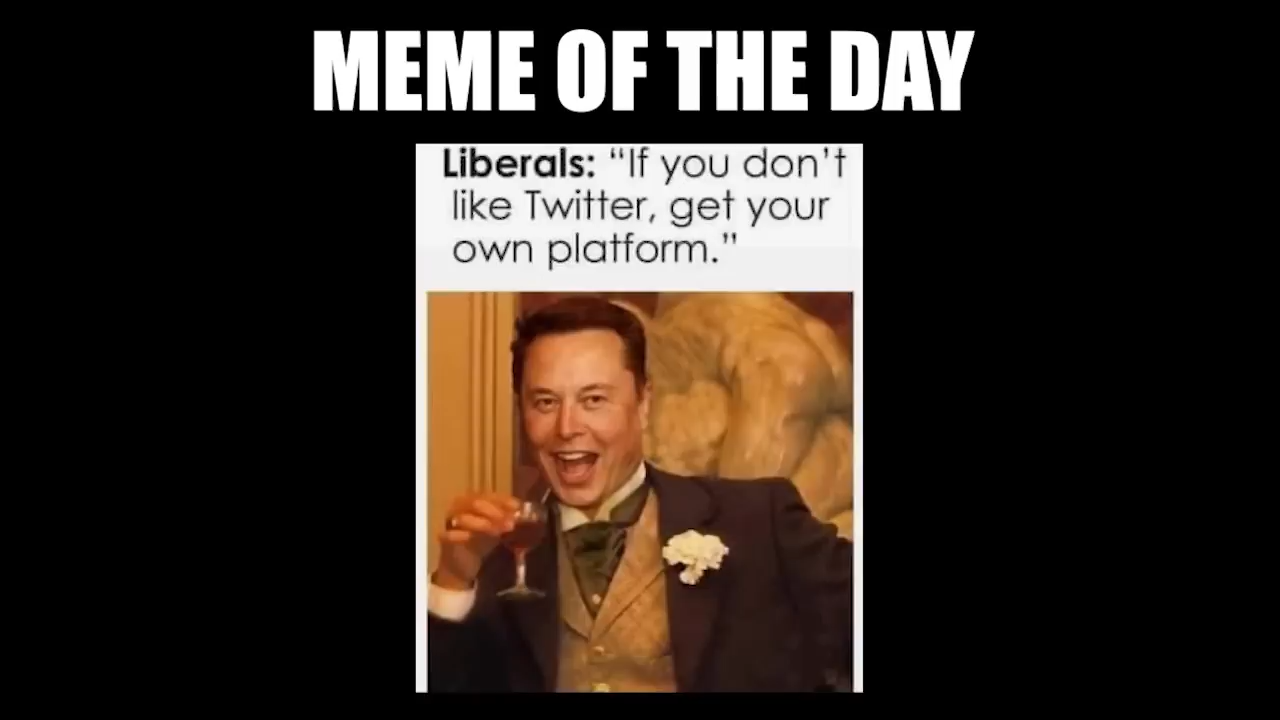 MEME OF THE DAY
Liberals: “If you don’t
like Twitter, get your
own platform.”